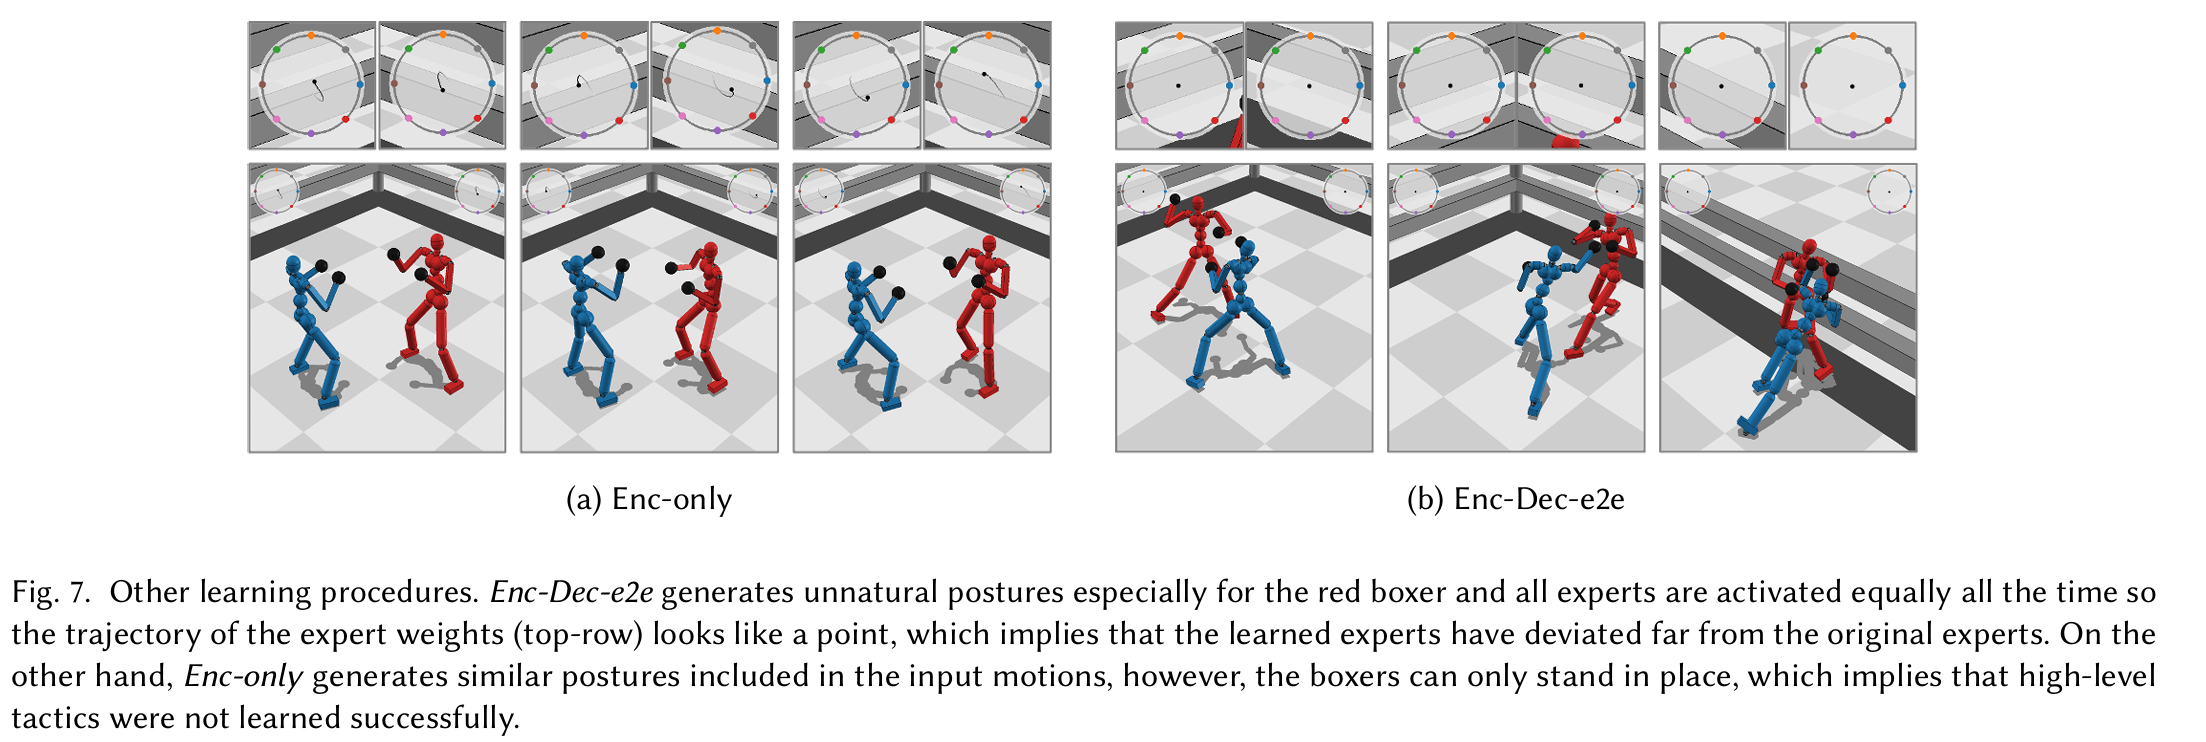 (a) Enc-only
(b) Enc-Dec-e2e
Fig. 7. Other learning procedures. Enc-Dec-e2e generates unnatural postures especially for the red boxer and all experts are activated equally all the time so
the trajectory of the expert weights (top-row) looks like a point, which implies that the learned experts have deviated far from the original experts. On the
other hand, Enc-only generates similar postures included in the input motions, however, the boxers can only stand in place, which implies that high-level
tactics were not learned successfully.